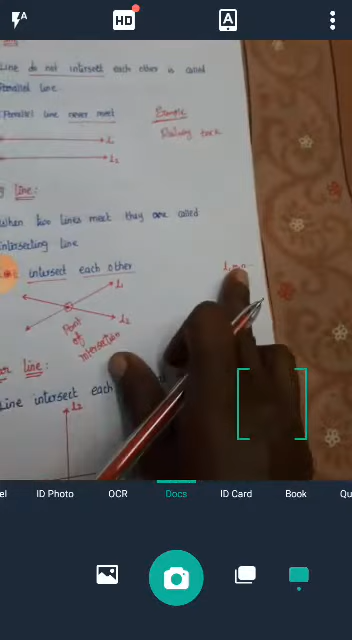 A
HD
A
Line do not intersect each other is called
Parallel line.
Parallel line never meet
Example
Railway track
l₁
l₂
line:
When two lines meet they are called
intersecting line
intersect each other
l₁
l₂
Point
of
intersection
line:
Line intersect each
l₂
ID Photo
OCR
Docs
ID Card
Book
Qu